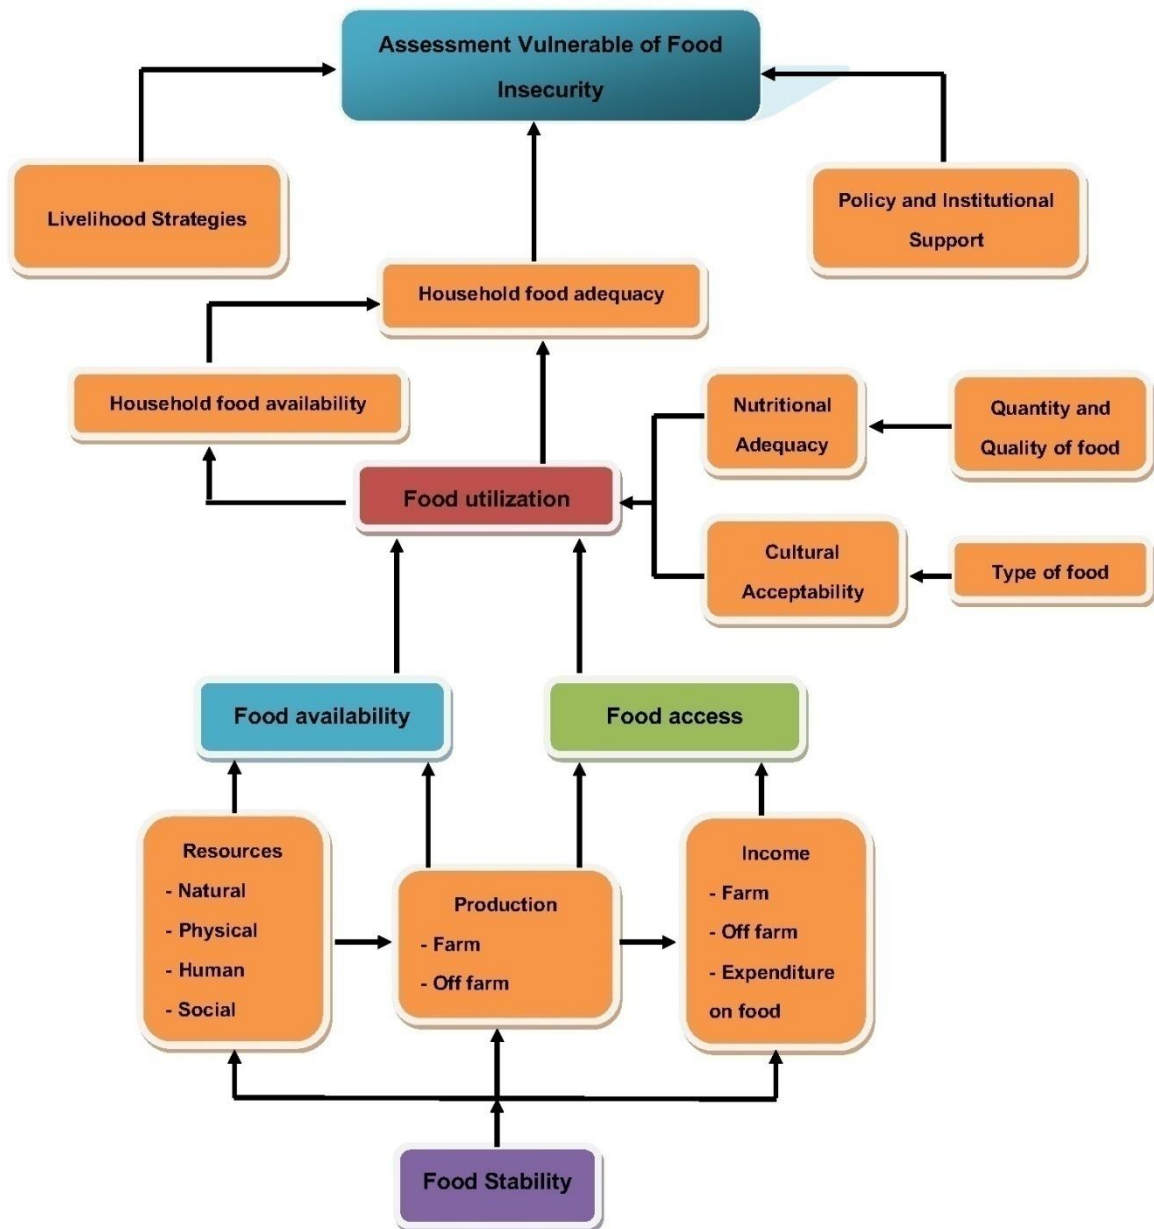 Assessment Vulnerable of Food
Insecurity
Livelihood Strategies
Policy and Institutional
Support
Household food adequacy
Household food availability
Nutritional
Adequacy
Quantity and
Quality of food
Food utilization
Cultural
Acceptability
Type of food
Food availability
Food access
Resources
- Natural
- Physical
- Human
- Social
Production
- Farm
- Off farm
Income
- Farm
- Off farm
- Expenditure
on food
Food Stability